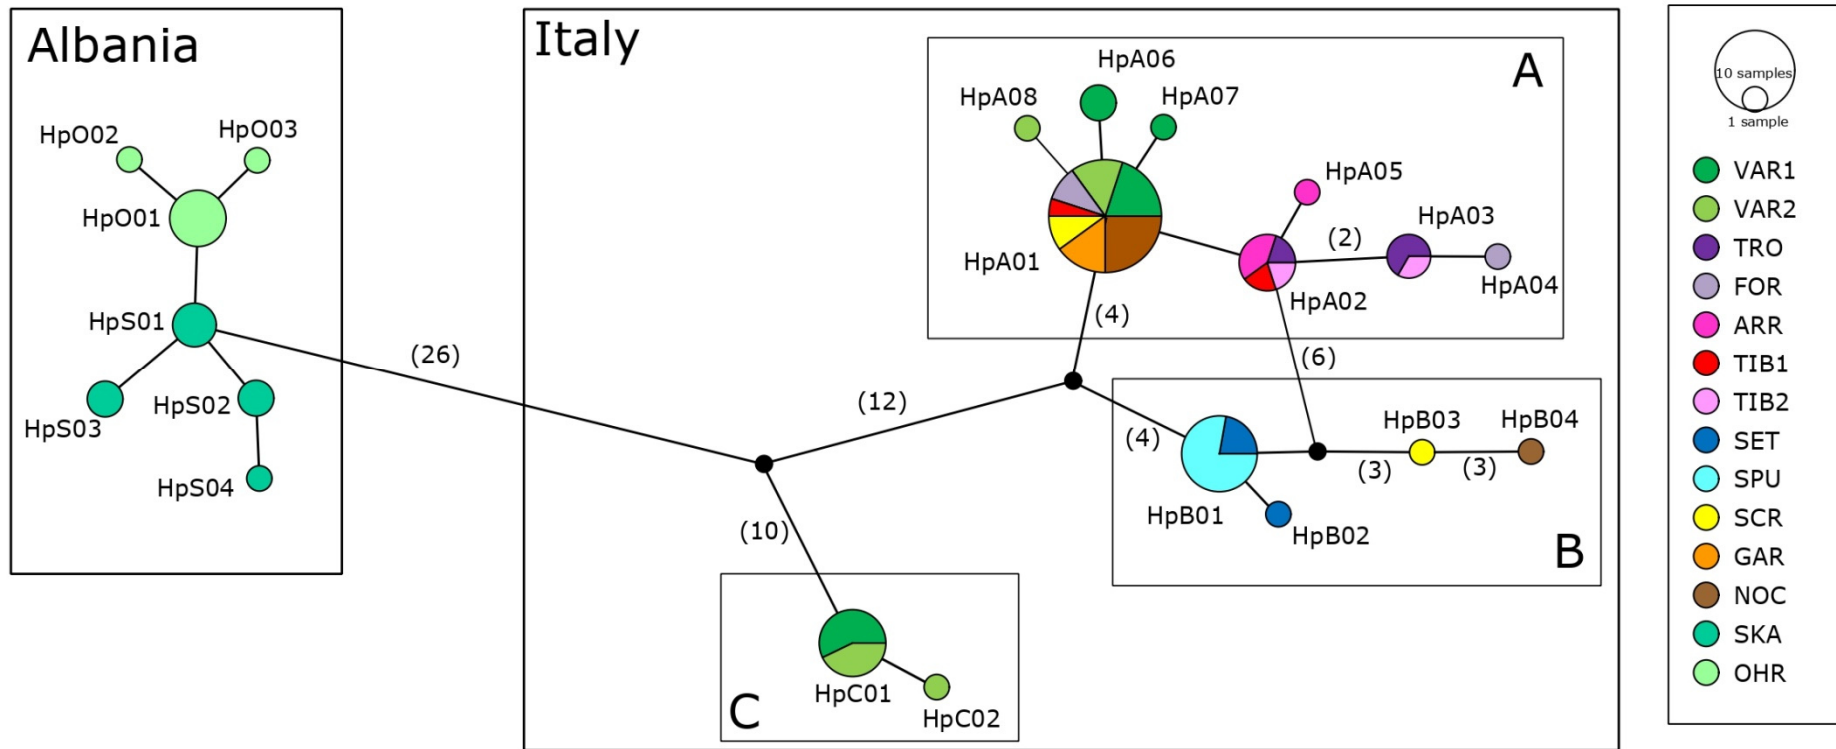 Albania
HpO02
HpO03
HpO01
HpS01
HpS03
HpS02
HpS04
(26)
Italy
A
HpA06
HpA08
HpA07
HpA05
HpA03
(2)
HpA01
HpA02
HpA04
(4)
(6)
(12)
(4)
HpB03
HpB04
(3)
(3)
HpB01
HpB02
B
(10)
HpC01
HpC02
C
10 samples
1 sample
VAR1
VAR2
TRO
FOR
ARR
TIB1
TIB2
SET
SPU
SCR
GAR
NOC
SKA
OHR